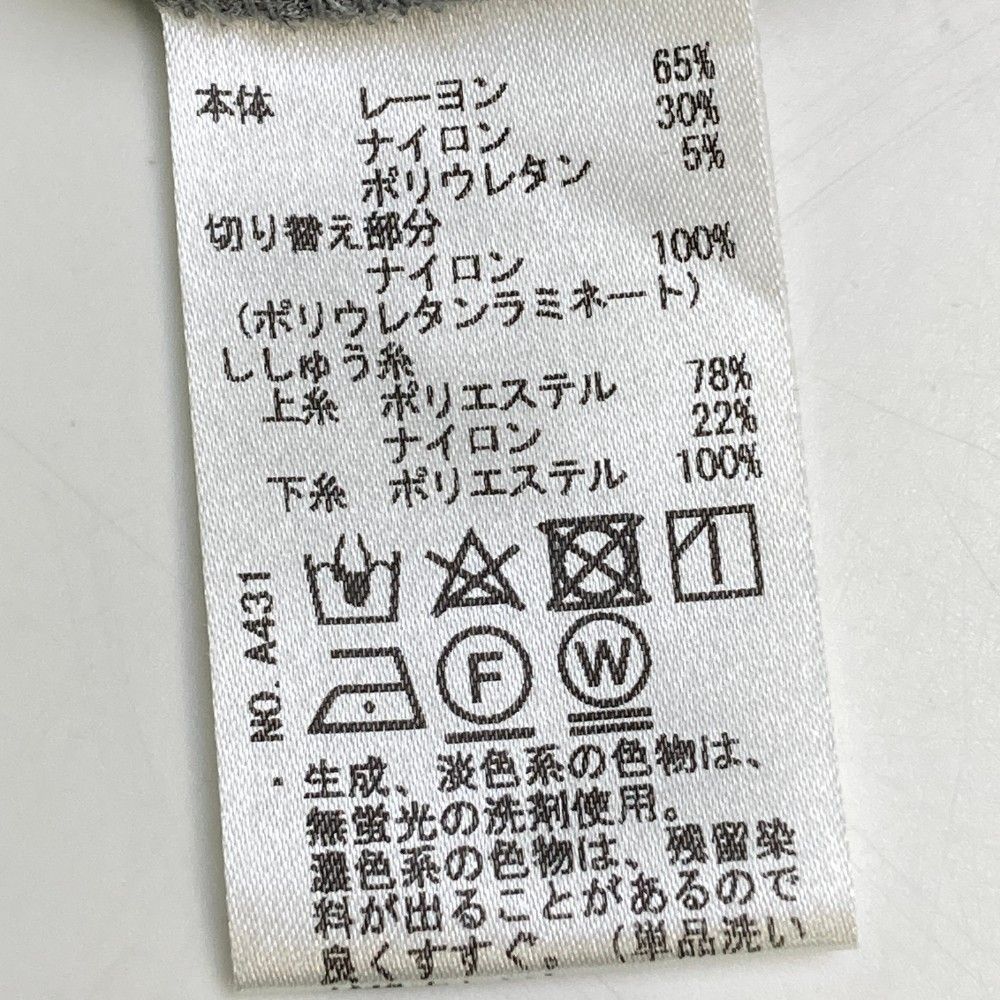 本体 レーヨン 65%
ナイロン 30%
ポリウレタン 5%
切り替え部分
ナイロン 100%
(ポリウレタンラミネート)
ししゅう糸
上糸 ポリエステル 78%
ナイロン 22%
下糸 ポリエステル 100%
NO. A431
F
W
・生成、淡色系の色物は、
無蛍光の洗剤使用。
濃色系の色物は、残留染
料が出ることがあるので
良くすすぐ。(単品洗い